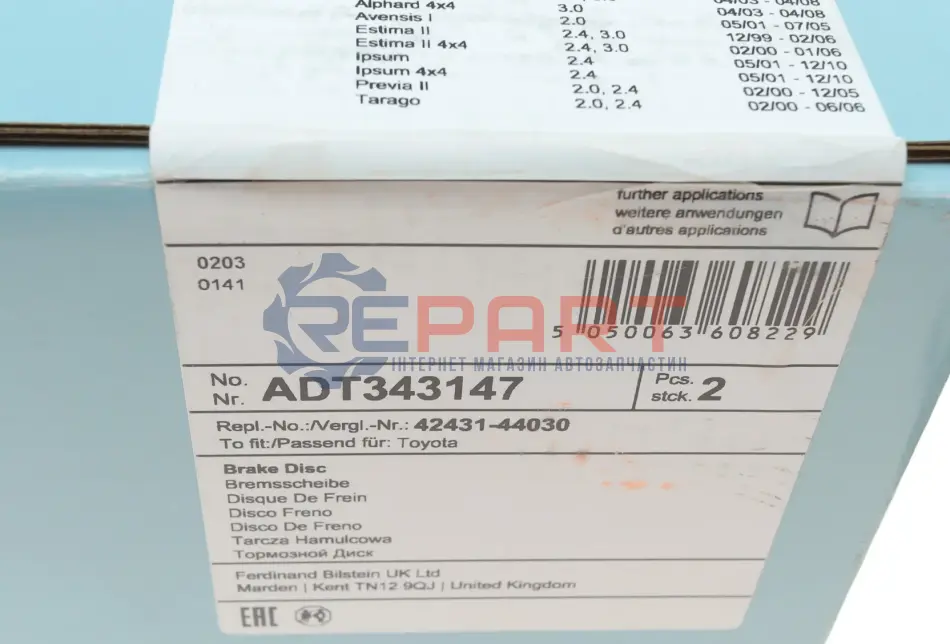 Alphard 4x4 3.0 04/03 - 04/08
Avensis I 2.0 04/03 - 04/08
Estima II 2.4, 3.0 05/01 - 07/05
Estima II 4x4 2.4, 3.0 12/99 - 02/06
Ipsum 2.4 02/00 - 01/06
Ipsum 4x4 2.4 05/01 - 12/10
Previa II 2.0, 2.4 05/01 - 12/10
Tarago 2.0, 2.4 02/00 - 12/05
02/00 - 06/06
further applications
weitere anwendungen
d'autres applications
0203
0141
5 050063 608229
REPART
ІНТЕРНЕТ МАГАЗИН АВТОЗАПЧАСТИН
No.
Nr. ADT343147
Pcs.
stck. 2
Repl.-No.:/Vergl.-Nr.: 42431-44030
To fit:/Passend für: Toyota
Brake Disc
Bremsscheibe
Disque De Frein
Disco Freno
Disco De Freno
Tarcza Hamulcowa
Тормозной Диск
Ferdinand Bilstein UK Ltd
Marden | Kent TN12 9QJ | United Kingdom
EAC